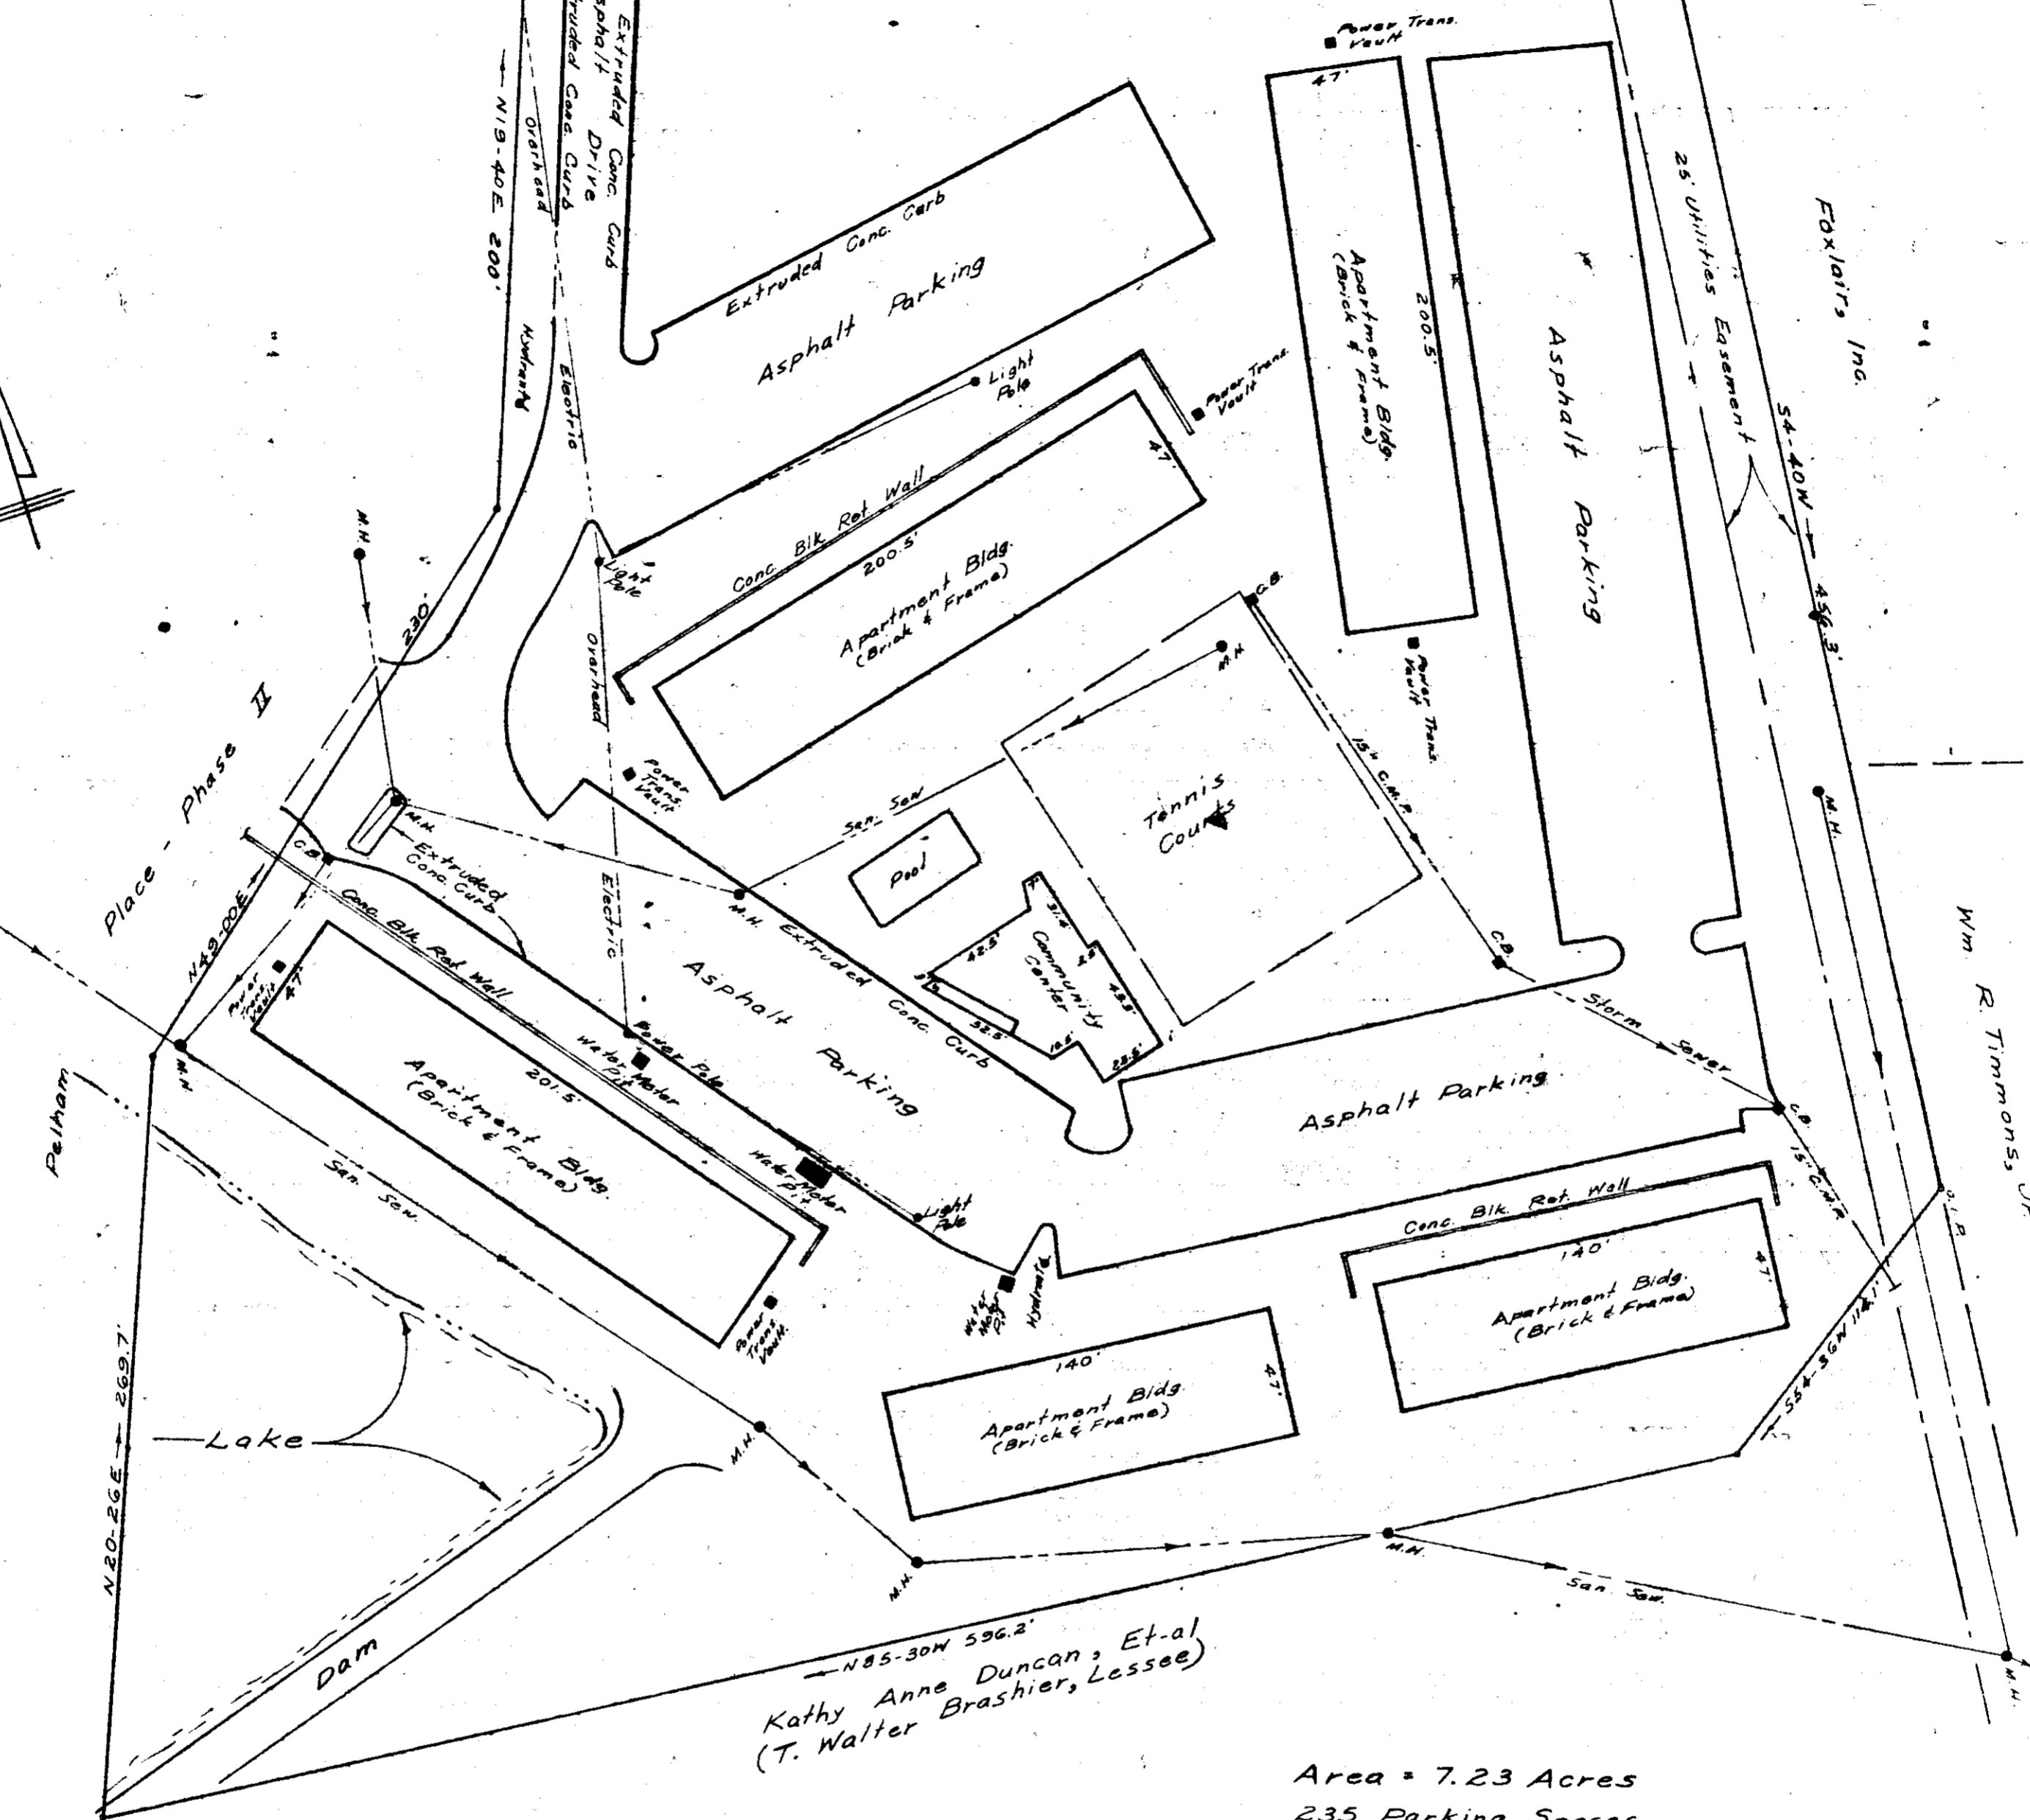 Extruded Conc. Curb
Asphalt Drive
Extruded Conc. Curb
N19-40E 200'
Overhead
Electric
Hydrant
Power Trans.
Vault
47'
25' Utilities Easement
Foxlairs Inc.
Extruded Conc. Curb
Asphalt Parking
Apartment Bldg.
(Brick & Frame)
200.5'
Asphalt Parking
S4-40W 456.3'
Light
Pole
Power Trans.
Vault
47'
Conc. Blk Ret Wall
200.5'
Apartment Bldg.
(Brick & Frame)
M.H.
Light
Pole
230'
Overhead
Electric
C.B.
M.H.
Power Trans.
Vault
15" C.M.P.
Place - Phase II
Power
Trans.
Vault
San. Sew
Tennis
Courts
Pool
M.H.
M.H.
Extruded
Conc. Curb
C.B.
Conc. Blk. Ret. Wall
N49-00E
M.H.
Extruded Conc. Curb
42.5'
Community
Center
52.5'
C.B.
Storm Sewer
Wm. R. Timmons, Jr.
Power
Trans.
Vault
47'
Asphalt Parking
Power Pole
Water Meter
Pit
M.H.
Pelham
Apartment Bldg.
(Brick & Frame)
201.5'
Asphalt Parking
C.B.
15" C.M.P.
San. Sew.
Water Meter
Pit
Light
Pole
Conc. Blk. Ret. Wall
O.I.P.
Water
Meter
Pit
Hydrant
140'
47'
Apartment Bldg.
(Brick & Frame)
Power
Trans.
Vault
140'
47'
Apartment Bldg.
(Brick & Frame)
N20-26E 269.7'
Lake
M.H.
M.H.
M.H.
San. Sew.
M.H.
Dam
N85-30W 596.2'
Kathy Anne Duncan, Et-al
(T. Walter Brashier, Lessee)
Area = 7.23 Acres
235 Parking Spaces